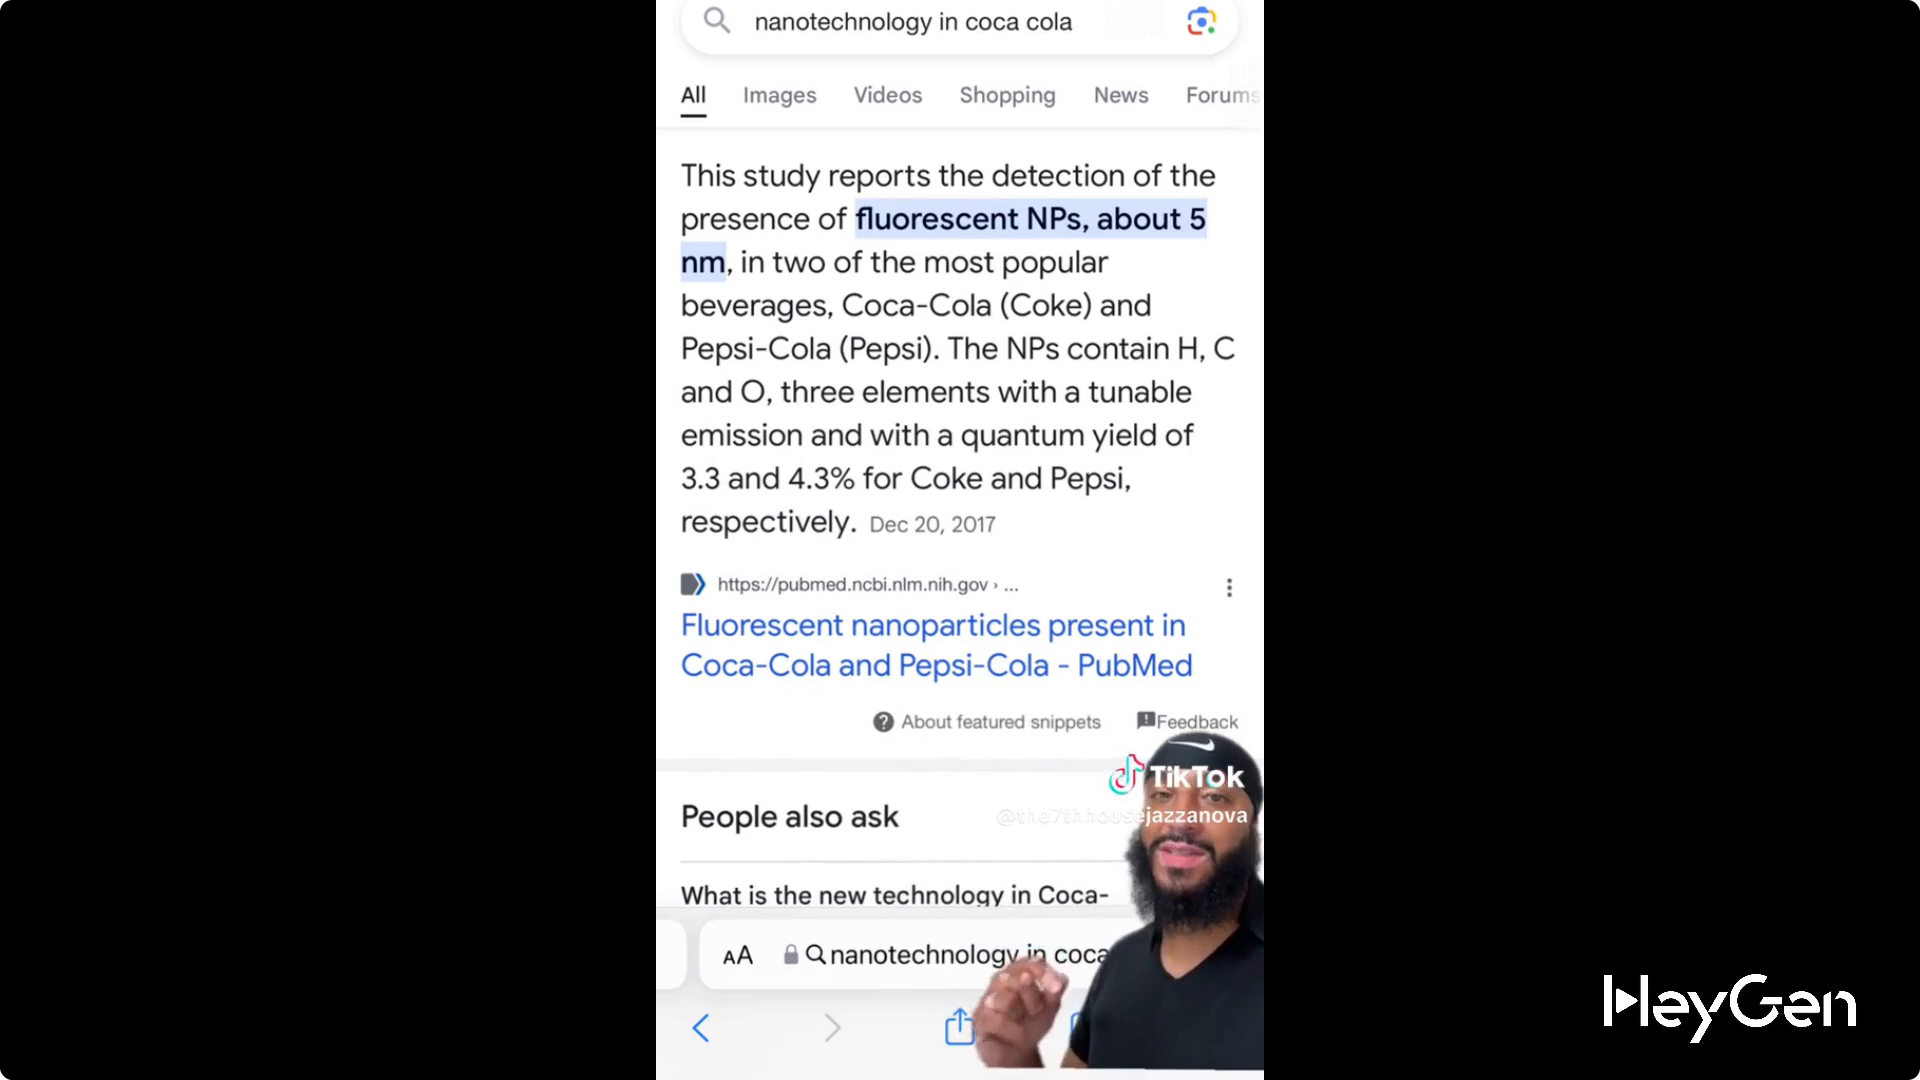 nanotechnology in coca cola
All Images Videos Shopping News Forums
This study reports the detection of the
presence of fluorescent NPs, about 5
nm, in two of the most popular
beverages, Coca-Cola (Coke) and
Pepsi-Cola (Pepsi). The NPs contain H, C
and O, three elements with a tunable
emission and with a quantum yield of
3.3 and 4.3% for Coke and Pepsi,
respectively. Dec 20, 2017
https://pubmed.ncbi.nlm.nih.gov › ...
Fluorescent nanoparticles present in
Coca-Cola and Pepsi-Cola - PubMed
About featured snippets Feedback
TikTok
@the7thhousejazzanova
People also ask
What is the new technology in Coca-
AA nanotechnology in coca
HeyGen